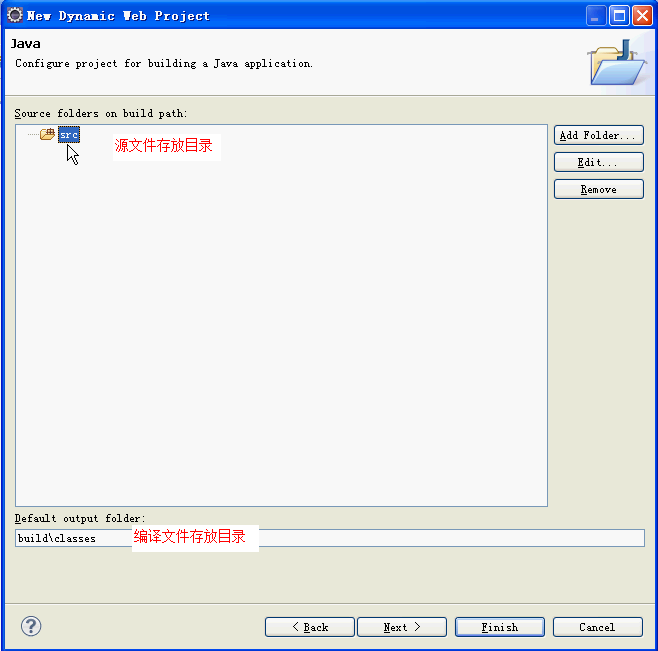 New Dynamic Web Project
Java
Configure project for building a Java application.
Source folders on build path:
src
源文件存放目录
Add Folder...
Edit...
Remove
Default output folder:
build\classes
编译文件存放目录
?
< Back
Next >
Finish
Cancel